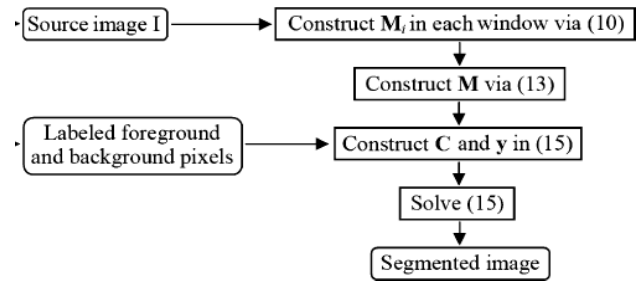 Source image I
Construct Mᵢ in each window via (10)
Construct M via (13)
Labeled foreground
and background pixels
Construct C and y in (15)
Solve (15)
Segmented image